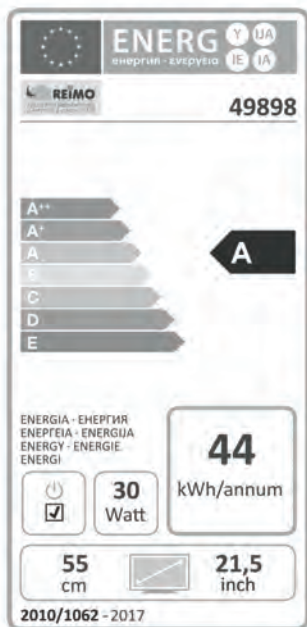 ENERG Y IJA
енергия · ενεργεια IE IA
REIMO
49898
A++
A+
A
A
B
C
D
E
ENERGIA · ЕНЕРГИЯ
ΕΝΕΡΓΕΙΑ · ENERGIJA
ENERGY · ENERGIE
ENERGI
44
kWh/annum
30
Watt
55
cm
21,5
inch
2010/1062 - 2017